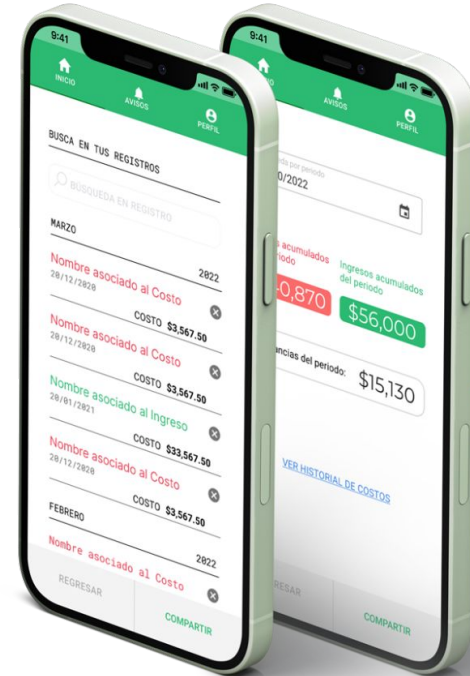 9:41
INICIO
AVISOS
PERFIL
BUSCA EN TUS REGISTROS
BÚSQUEDA EN REGISTRO
MARZO
2022
Nombre asociado al Costo
20/12/2020
COSTO $3,567.50
Nombre asociado al Costo
20/12/2020
COSTO $3,567.50
Nombre asociado al Ingreso
20/01/2021
COSTO $33,567.50
Nombre asociado al Costo
20/12/2020
COSTO $3,567.50
FEBRERO
2022
Nombre asociado al Costo
REGRESAR
COMPARTIR
9:41
AVISOS
PERFIL
por periodo
0/2022
acumulados
Ingresos acumulados
del periodo
0,870
$56,000
ancias del periodo:
$15,130
VER HISTORIAL DE COSTOS
ESAR
COMPARTIR